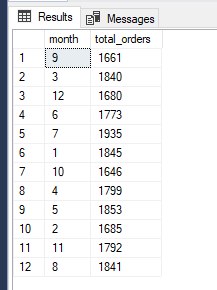 Results Messages
month total_orders
1 9 1661
2 3 1840
3 12 1680
4 6 1773
5 7 1935
6 1 1845
7 10 1646
8 4 1799
9 5 1853
10 2 1685
11 11 1792
12 8 1841